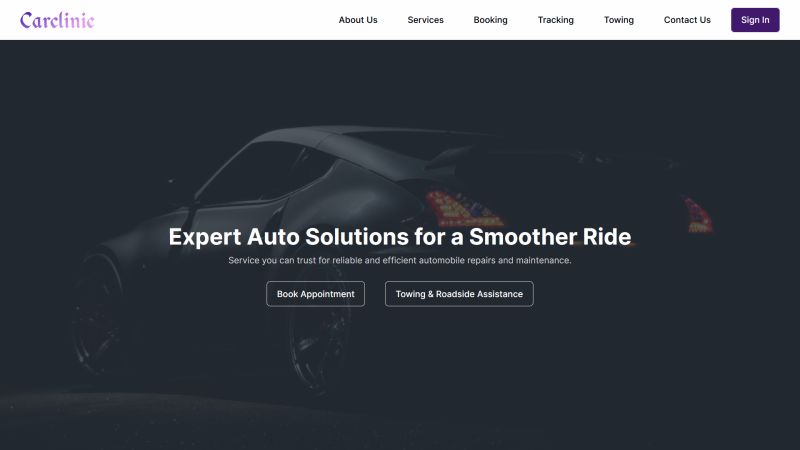 Carclinic
About Us
Services
Booking
Tracking
Towing
Contact Us
Sign In
Expert Auto Solutions for a Smoother Ride
Service you can trust for reliable and efficient automobile repairs and maintenance.
Book Appointment
Towing & Roadside Assistance